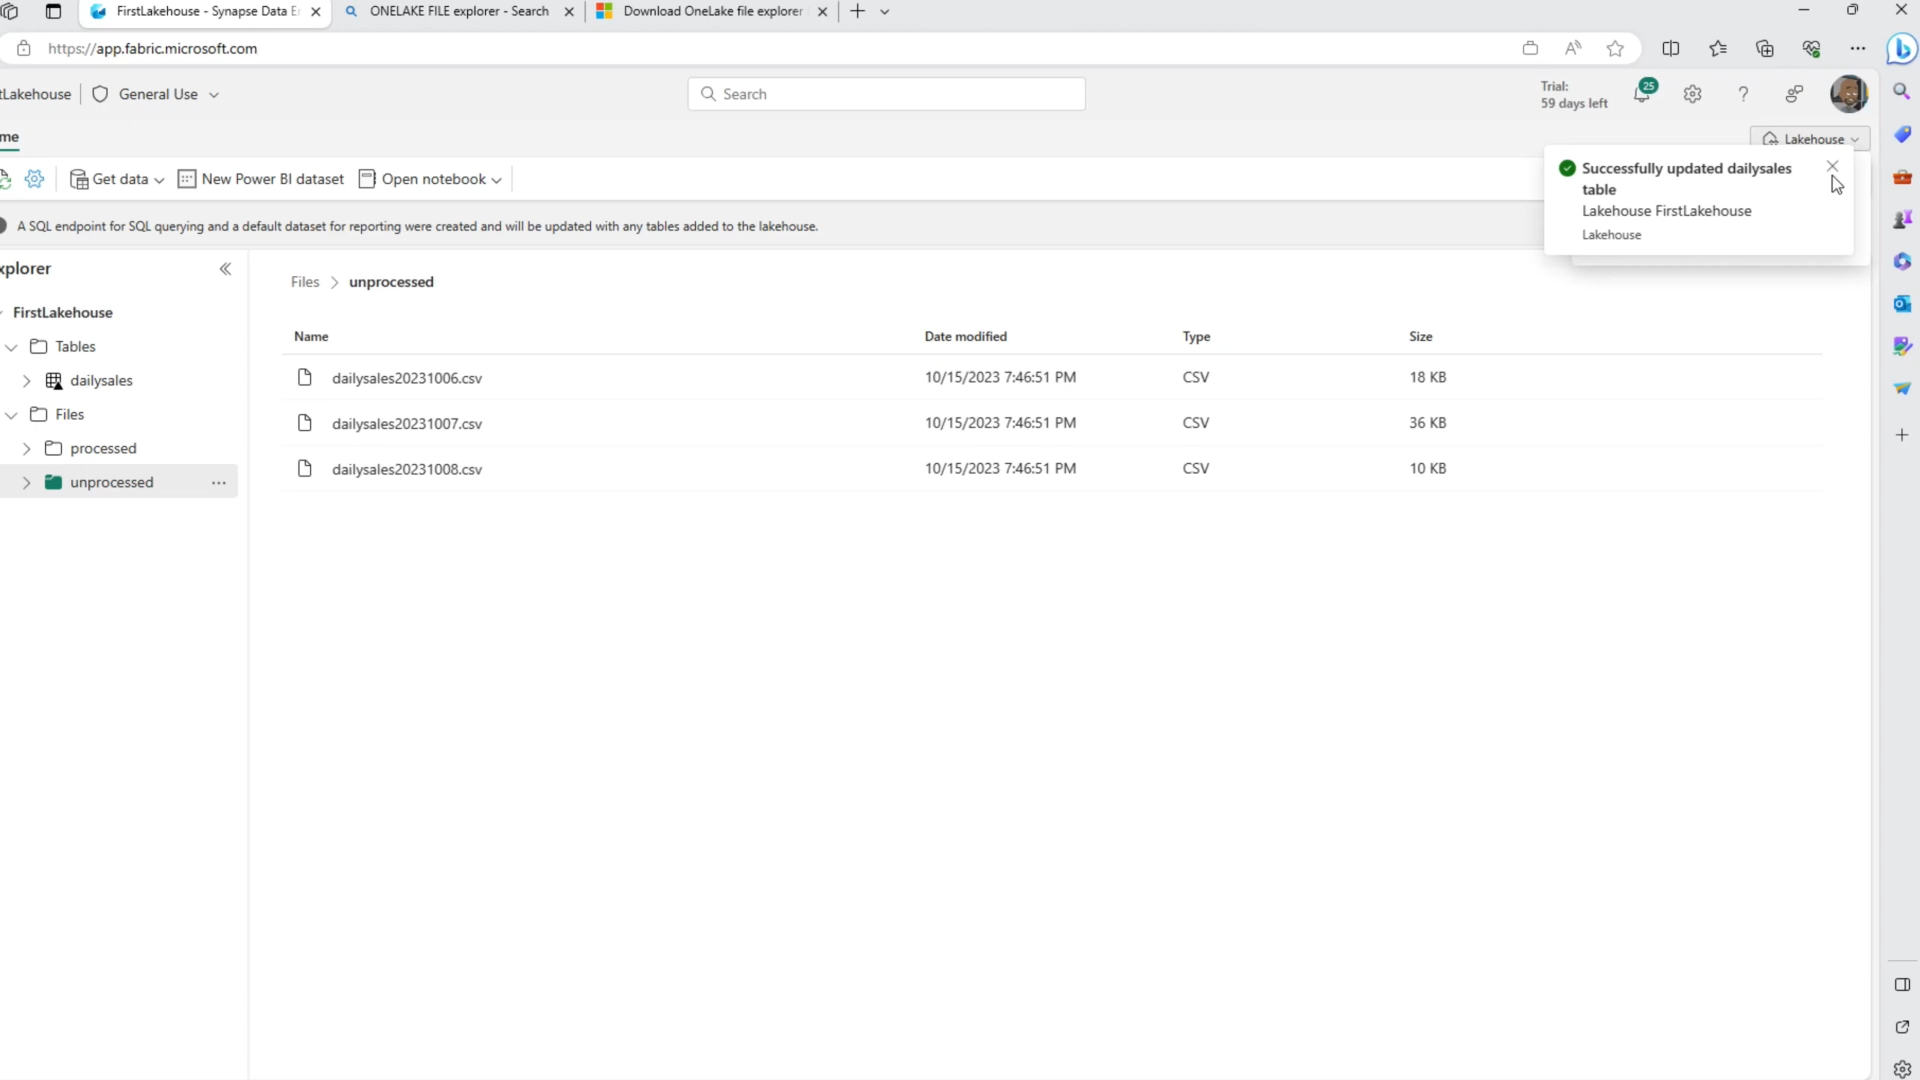 FirstLakehouse - Synapse Data E
ONELAKE FILE explorer - Search
Download OneLake file explorer
https://app.fabric.microsoft.com
tLakehouse
General Use
Search
Trial:
59 days left
25
?
me
Lakehouse
Get data
New Power BI dataset
Open notebook
Successfully updated dailysales
table
Lakehouse FirstLakehouse
Lakehouse
A SQL endpoint for SQL querying and a default dataset for reporting were created and will be updated with any tables added to the lakehouse.
xplorer
FirstLakehouse
Tables
dailysales
Files
processed
unprocessed
Files > unprocessed
Name Date modified Type Size
dailysales20231006.csv 10/15/2023 7:46:51 PM CSV 18 KB
dailysales20231007.csv 10/15/2023 7:46:51 PM CSV 36 KB
dailysales20231008.csv 10/15/2023 7:46:51 PM CSV 10 KB